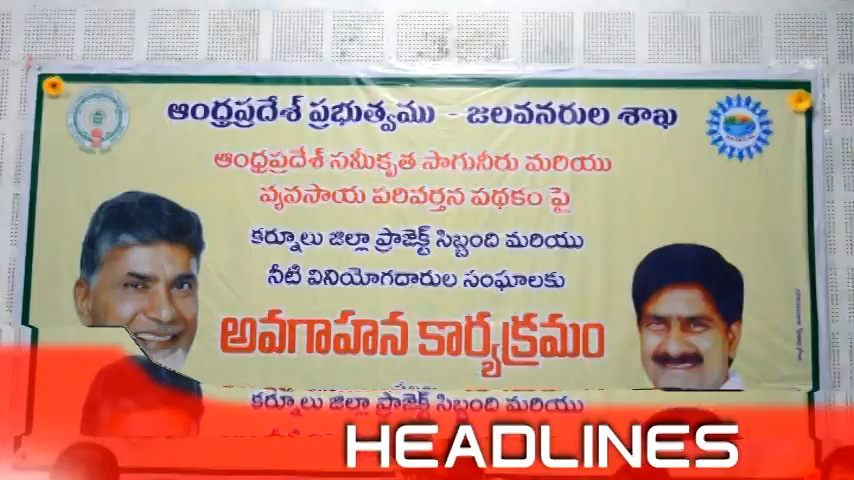 ఆంధ్రప్రదేశ్ ప్రభుత్వము - జలవనరుల శాఖ
ఆంధ్రప్రదేశ్ సమీకృత సాగునీరు మరియు
వ్యవసాయ పరివర్తన పథకం పై
కర్నూలు జిల్లా ప్రాజెక్ట్ సిబ్బంది మరియు
నీటి వినియోగదారుల సంఘాలకు
అవగాహన కార్యక్రమం
కర్నూలు జిల్లా ప్రాజెక్ట్ సిబ్బంది మరియు
HEADLINES